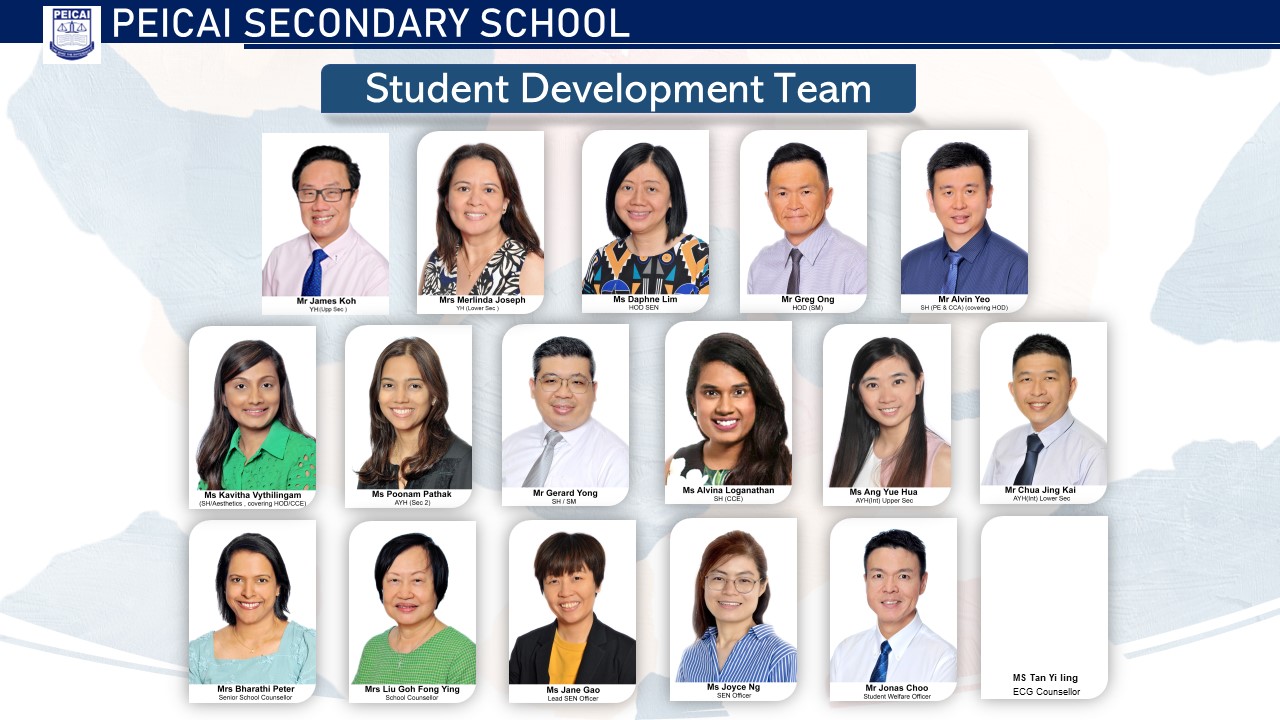 PEICAI
PEICAI SECONDARY SCHOOL
Student Development Team
Mr James Koh
YH (Upp Sec )
Mrs Merlinda Joseph
YH (Lower Sec )
Ms Daphne Lim
HOD SEN
Mr Greg Ong
HOD (SM)
Mr Alvin Yeo
SH (PE & CCA) (covering HOD)
Ms Kavitha Vythilingam
(SH/Aesthetics , covering HOD/CCE)
Ms Poonam Pathak
AYH (Sec 2)
Mr Gerard Yong
SH / SM
Ms Alvina Loganathan
SH (CCE)
Ms Ang Yue Hua
AYH(Int) Upper Sec
Mr Chua Jing Kai
AYH(Int) Lower Sec
Mrs Bharathi Peter
Senior School Counsellor
Mrs Liu Goh Fong Ying
School Counsellor
Ms Jane Gao
Lead SEN Officer
Ms Joyce Ng
SEN Officer
Mr Jonas Choo
Student Welfare Officer
MS Tan Yi ling
ECG Counsellor